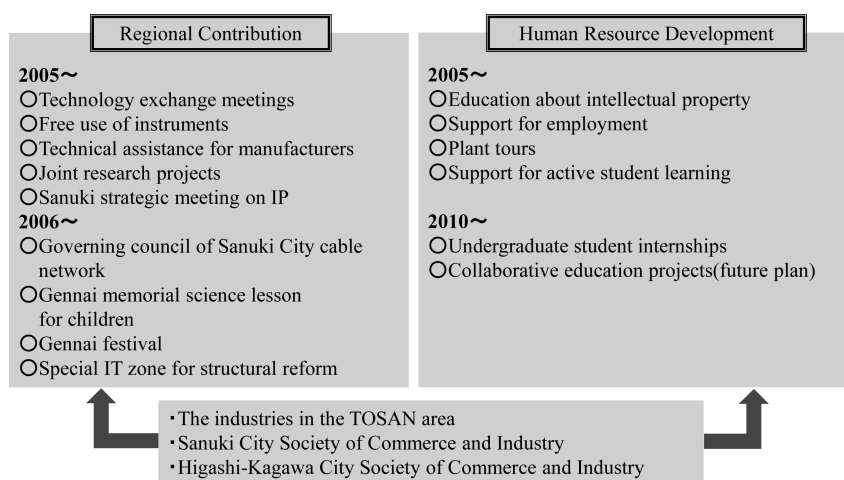 Regional Contribution
2005～
○Technology exchange meetings
○Free use of instruments
○Technical assistance for manufacturers
○Joint research projects
○Sanuki strategic meeting on IP
2006～
○Governing council of Sanuki City cable
network
○Gennai memorial science lesson
for children
○Gennai festival
○Special IT zone for structural reform
Human Resource Development
2005～
○Education about intellectual property
○Support for employment
○Plant tours
○Support for active student learning
2010～
○Undergraduate student internships
○Collaborative education projects(future plan)
・The industries in the TOSAN area
・Sanuki City Society of Commerce and Industry
・Higashi-Kagawa City Society of Commerce and Industry